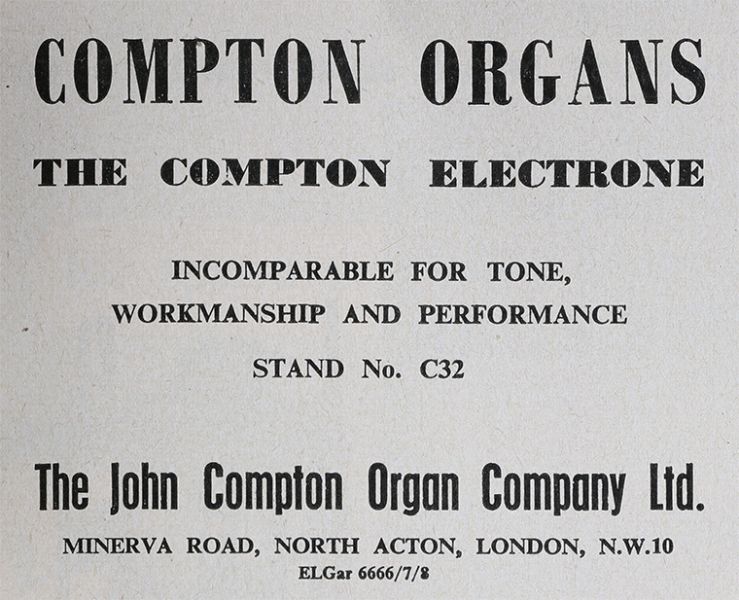 COMPTON ORGANS
THE COMPTON ELECTRONE
INCOMPARABLE FOR TONE,
WORKMANSHIP AND PERFORMANCE
STAND No. C32
The John Compton Organ Company Ltd.
MINERVA ROAD, NORTH ACTON, LONDON, N.W.10
ELGar 6666/7/8